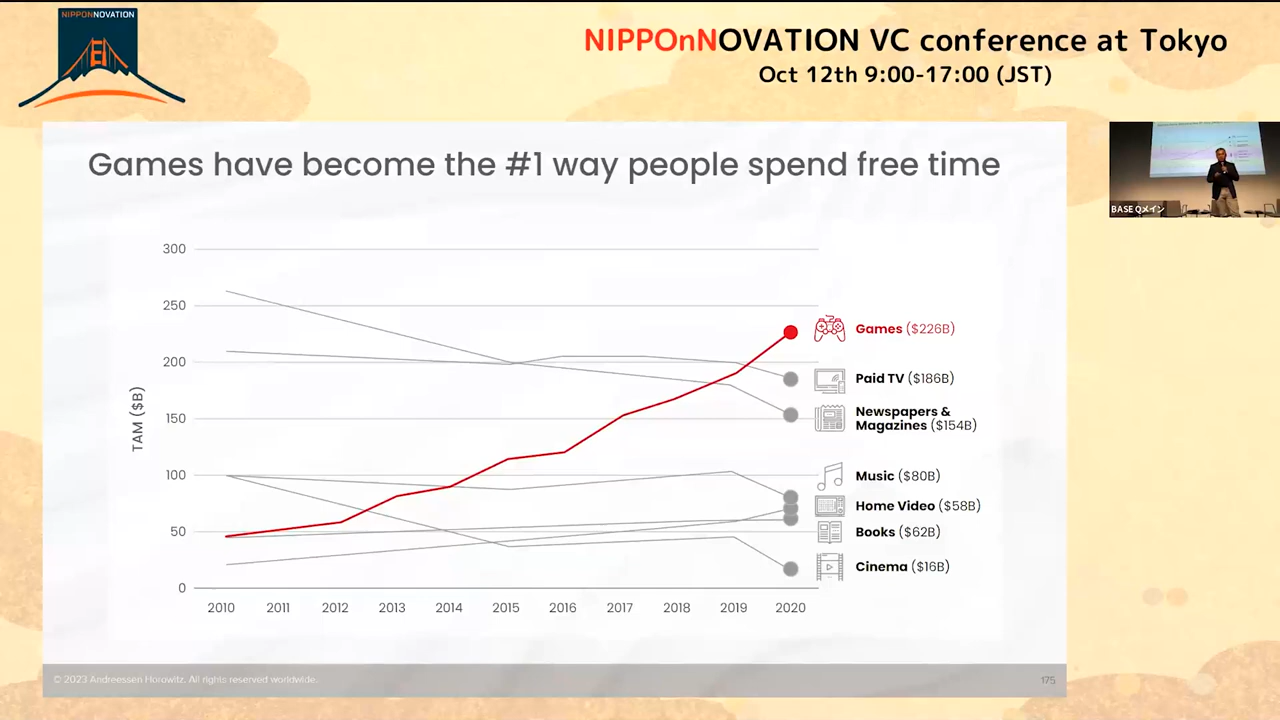 NIPPONNOVATION
NIPPOnNOVATION VC conference at Tokyo
Oct 12th 9:00-17:00 (JST)
Games have become the #1 way people spend free time
BASE Qメイン
TAM ($B)
300
250
200
150
100
50
0
2010 2011 2012 2013 2014 2015 2016 2017 2018 2019 2020
Games ($226B)
Paid TV ($186B)
Newspapers &
Magazines ($154B)
Music ($80B)
Home Video ($58B)
Books ($62B)
Cinema ($16B)
© 2023 Andreessen Horowitz. All rights reserved worldwide.
175